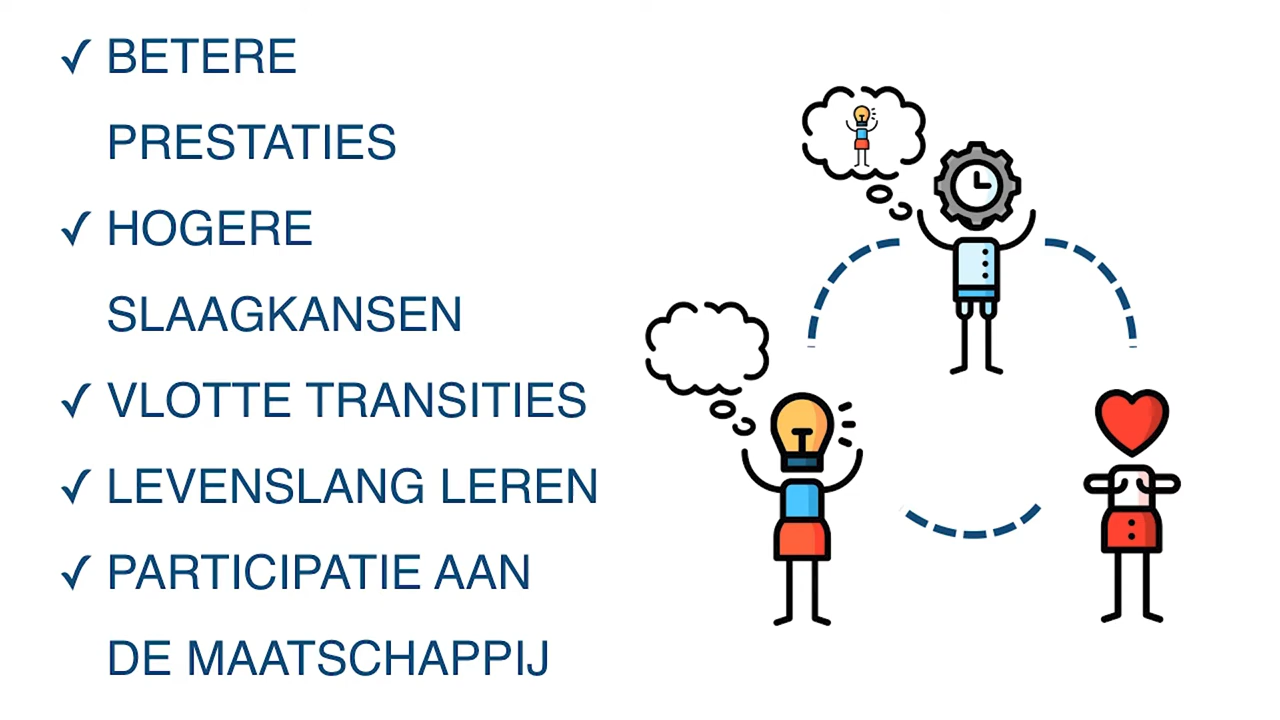 ✓ BETERE
PRESTATIES
✓ HOGERE
SLAAGKANSEN
✓ VLOTTE TRANSITIES
✓ LEVENSLANG LEREN
✓ PARTICIPATIE AAN
DE MAATSCHAPPIJ